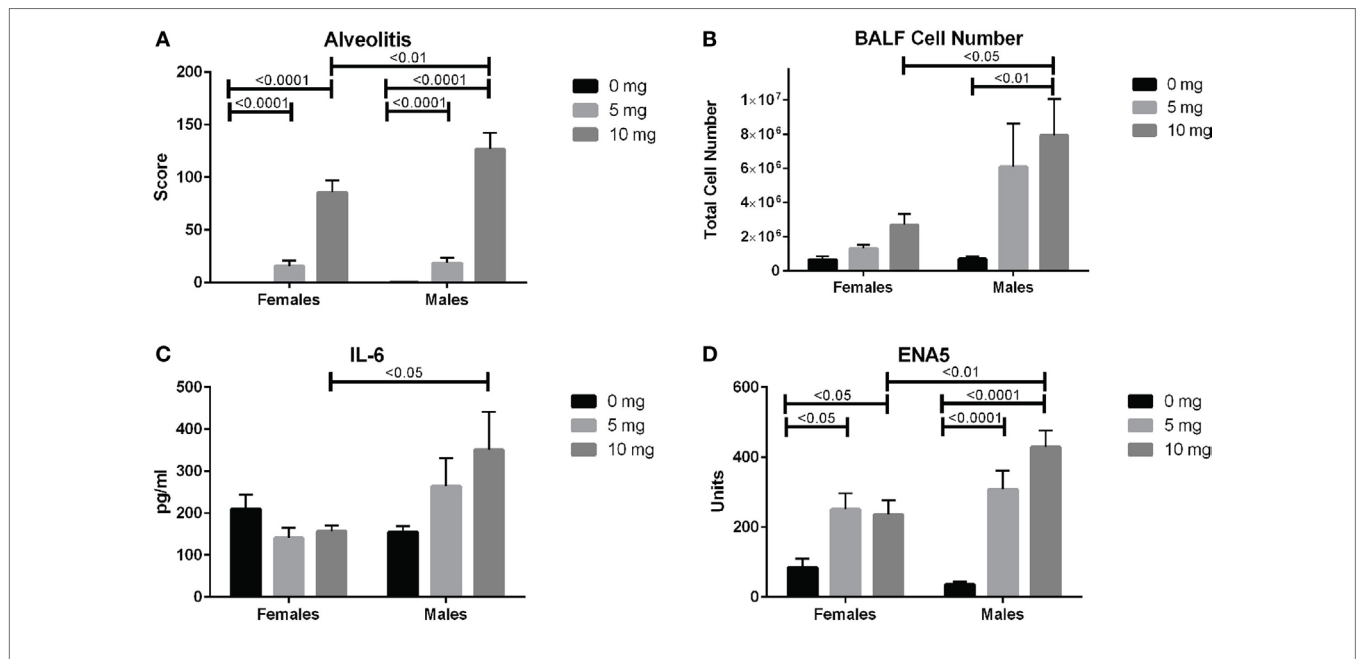 A Alveolitis
<0.01
<0.0001 <0.0001
<0.0001 <0.0001
Score
200
150
100
50
0
Females Males
0 mg
5 mg
10 mg
B BALF Cell Number
<0.05
<0.01
Total Cell Number
1×10⁷
8×10⁶
6×10⁶
4×10⁶
2×10⁶
0
Females Males
0 mg
5 mg
10 mg
C IL-6
<0.05
pg/ml
500
400
300
200
100
0
Females Males
0 mg
5 mg
10 mg
D ENA5
<0.01
<0.05 <0.0001
<0.05 <0.0001
Units
600
400
200
0
Females Males
0 mg
5 mg
10 mg